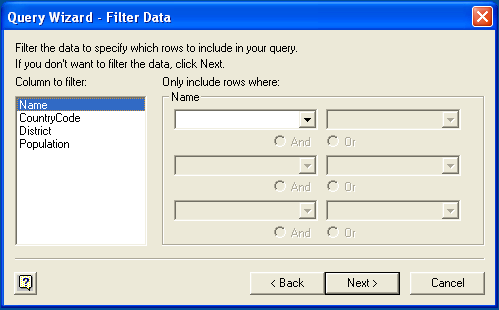 Query Wizard - Filter Data
Filter the data to specify which rows to include in your query.
If you don't want to filter the data, click Next.
Column to filter: Only include rows where:
Name
CountryCode
District
Population
Name
And Or
And Or
And Or
?
< Back Next > Cancel